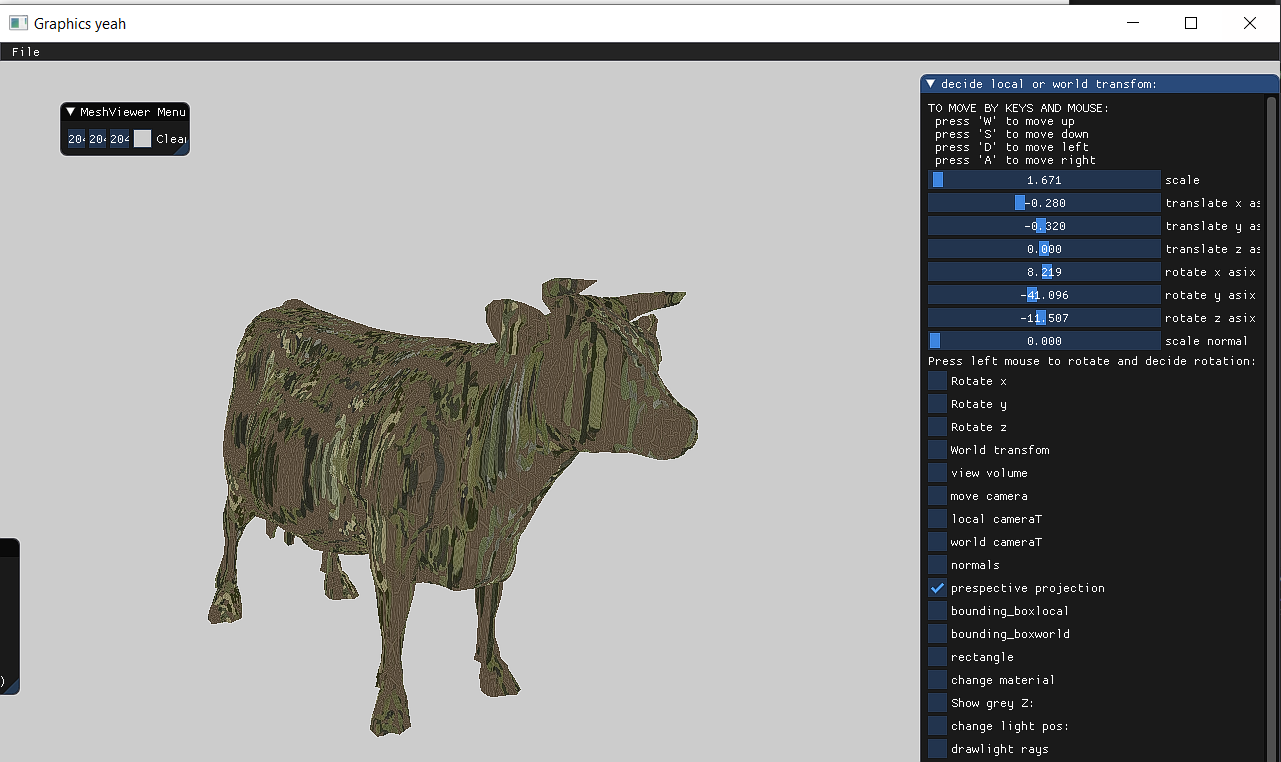 Graphics yeah
File
MeshViewer Menu
204 204 204 Clear
decide local or world transfom:
TO MOVE BY KEYS AND MOUSE:
press 'W' to move up
press 'S' to move down
press 'D' to move left
press 'A' to move right
1.671 scale
-0.280 translate x as
-0.320 translate y as
0.000 translate z as
8.219 rotate x asix
-41.096 rotate y asix
-11.507 rotate z asix
0.000 scale normal
Press left mouse to rotate and decide rotation:
Rotate x
Rotate y
Rotate z
World transfom
view volume
move camera
local cameraT
world cameraT
normals
prespective projection
bounding_boxlocal
bounding_boxworld
rectangle
change material
Show grey Z:
change light pos:
drawlight rays
)